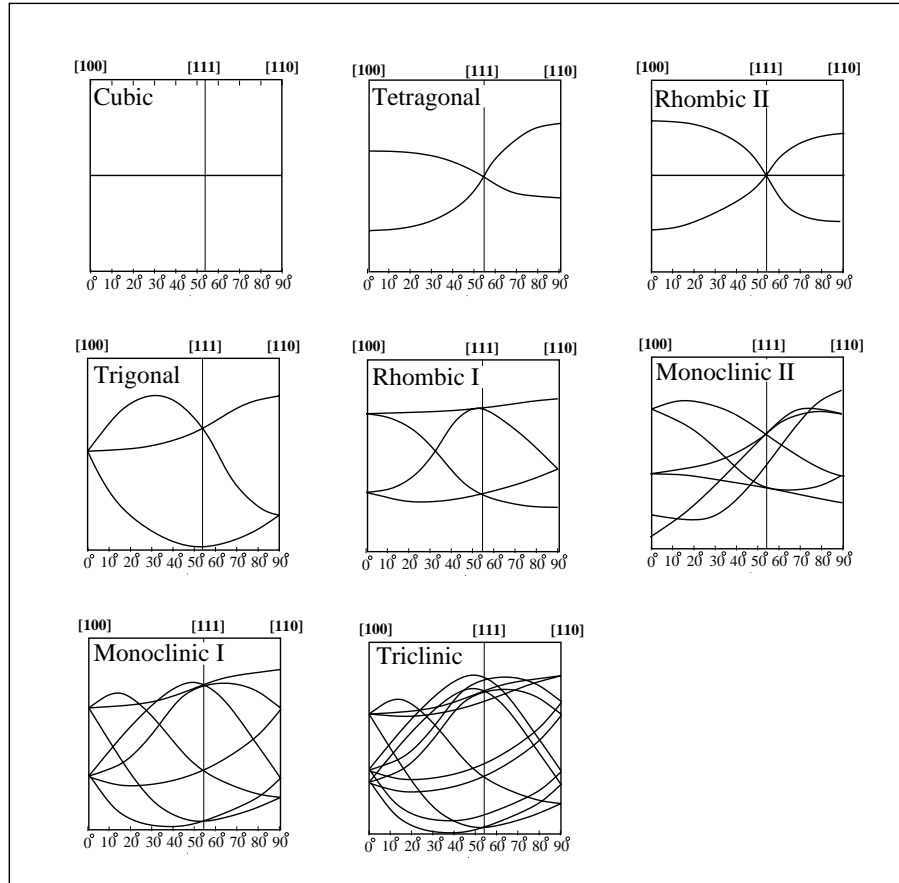 [100] [111] [110]
Cubic
0° 10° 20° 30° 40° 50° 60° 70° 80° 90°
[100] [111] [110]
Tetragonal
0° 10° 20° 30° 40° 50° 60° 70° 80° 90°
[100] [111] [110]
Rhombic II
0° 10° 20° 30° 40° 50° 60° 70° 80° 90°
[100] [111] [110]
Trigonal
0° 10° 20° 30° 40° 50° 60° 70° 80° 90°
[100] [111] [110]
Rhombic I
0° 10° 20° 30° 40° 50° 60° 70° 80° 90°
[100] [111] [110]
Monoclinic II
0° 10° 20° 30° 40° 50° 60° 70° 80° 90°
[100] [111] [110]
Monoclinic I
0° 10° 20° 30° 40° 50° 60° 70° 80° 90°
[100] [111] [110]
Triclinic
0° 10° 20° 30° 40° 50° 60° 70° 80° 90°